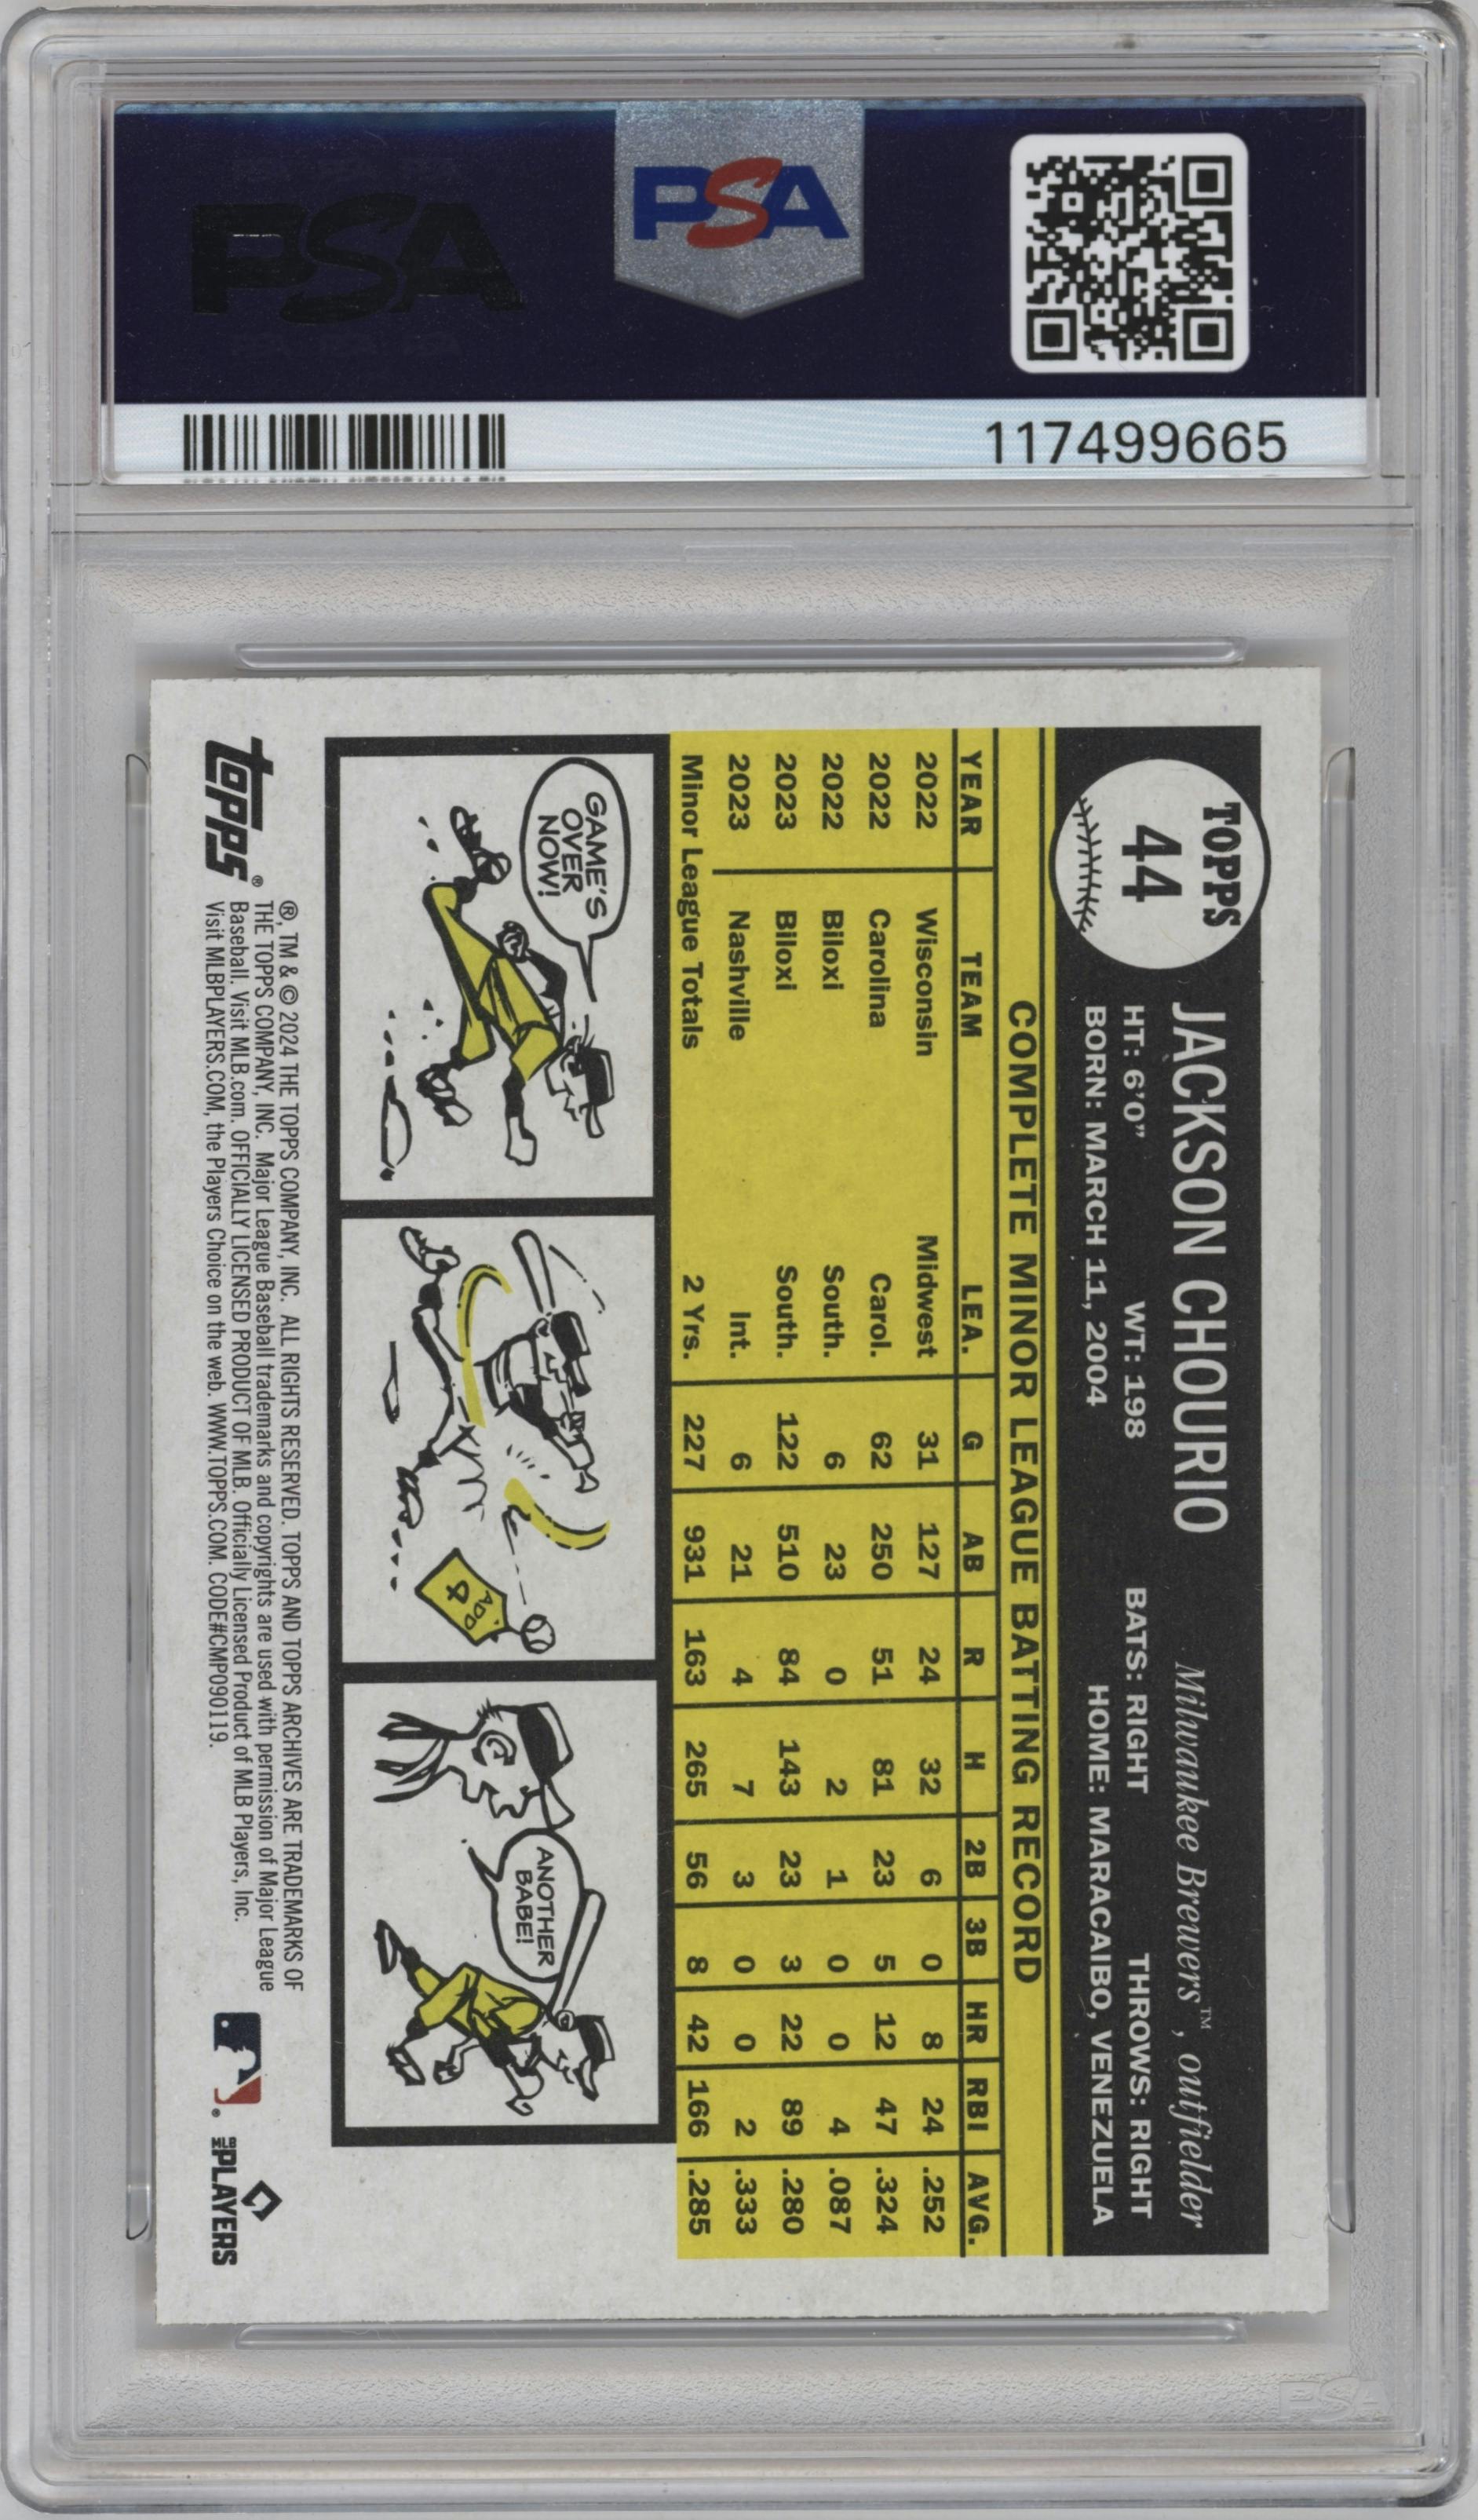 PSA
PSA
117499665
TOPPS
44
JACKSON CHOURIO
Milwaukee Brewers™, outfielder
HT: 6'0" WT: 198 BATS: RIGHT THROWS: RIGHT
BORN: MARCH 11, 2004 HOME: MARACAIBO, VENEZUELA
COMPLETE MINOR LEAGUE BATTING RECORD
YEAR TEAM LEA. G AB R H 2B 3B HR RBI AVG.
2022 Wisconsin Midwest 31 127 24 32 6 0 8 24 .252
2022 Carolina Carol. 62 250 51 81 23 5 12 47 .324
2022 Biloxi South. 6 23 0 2 1 0 0 4 .087
2023 Biloxi South. 122 510 84 143 23 3 22 89 .280
2023 Nashville Int. 6 21 4 7 3 0 0 2 .333
Minor League Totals 2 Yrs. 227 931 163 265 56 8 42 166 .285
GAME'S
OVER
NOW!
ANOTHER
BABE!
topps®
®, TM & © 2024 THE TOPPS COMPANY, INC. ALL RIGHTS RESERVED. TOPPS AND TOPPS ARCHIVES ARE TRADEMARKS OF
THE TOPPS COMPANY, INC. Major League Baseball trademarks and copyrights are used with permission of Major League
Baseball. Visit MLB.com. OFFICIALLY LICENSED PRODUCT OF MLB. Officially Licensed Product of MLB Players, Inc.
Visit MLBPLAYERS.COM, the Players Choice on the web. WWW.TOPPS.COM. CODE#CMP090119.
MLB PLAYERS
PSA